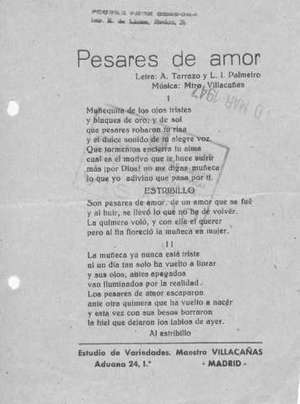 Pesares de amor
Letra: A. Tarrazo y L. I. Palmeiro
Música: Mtro. Villacañas
I
Muñequita de los ojos tristes
y bluques de oro; y de sol
que pesares robaron tu risa
y el dulce sonido de tu alegre voz.
Que tormentos encierra tu alma
cual es el motivo que te hace sufrir
más ¡por Dios! no me digas muñeca
lo que yo adivino que pasa por ti.
ESTRIBILLO
Son pesares de amor, de un amor que se fué
y al huir, se llevó lo que no ha de volver.
La quimera voló, y con ella el querer
pero al fin floreció la muñeca en mujer.
II
La muñeca ya nunca está triste
ni un día tan solo ha vuelto a llorar
y sus ojos, antes apagados
van iluminados por la realidad.
Los pesares de amor escaparon
ante otra quimera que ha vuelto a nacer
y esta vez con sus besos borraron
la hiel que dejaron los labios de ayer.
Al estribillo
Estudio de Variedades. Maestro VILLACAÑAS
Aduana 24, 1.° - MADRID -
MAR 1947